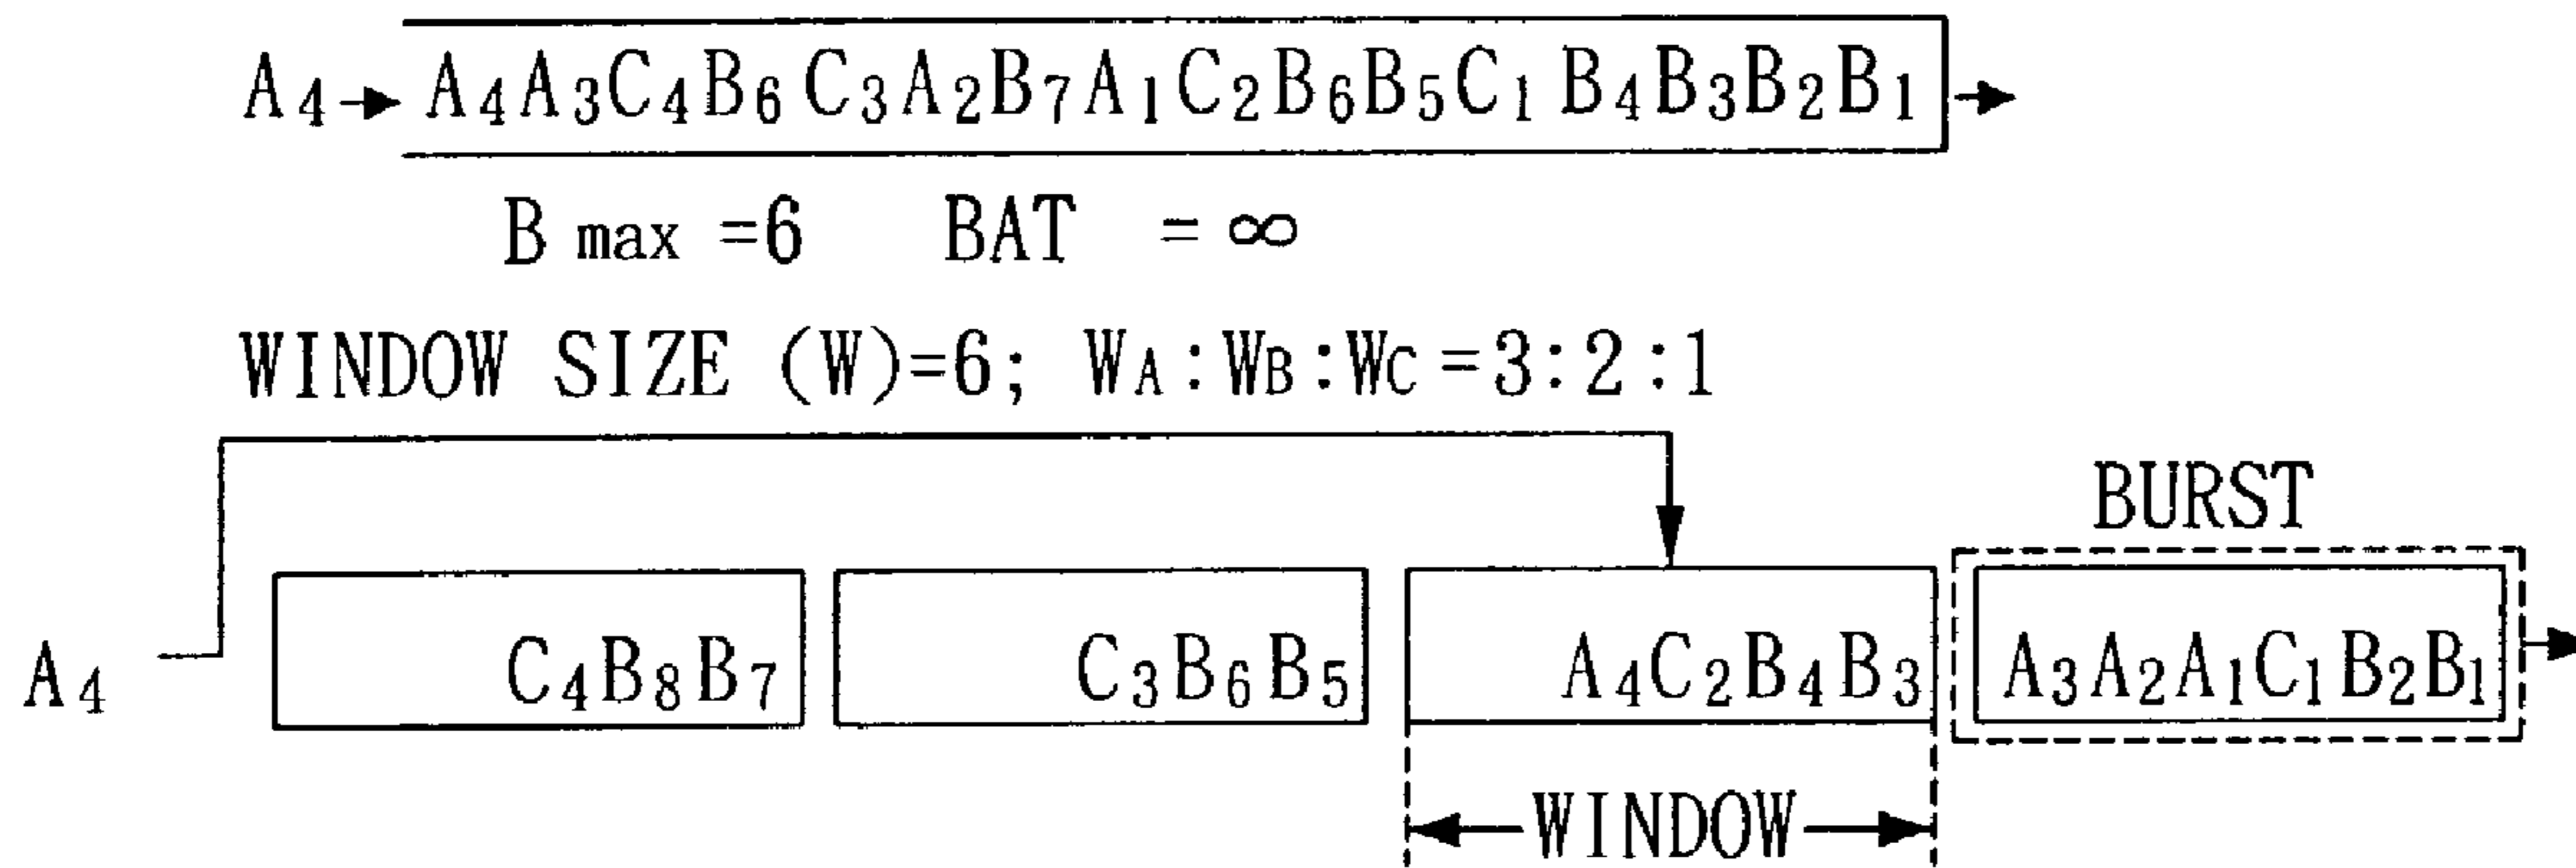 A₄ → A₄A₃C₄B₆C₃A₂B₇A₁C₂B₆B₅C₁B₄B₃B₂B₁ →
B max =6 BAT = ∞
WINDOW SIZE (W)=6; WA:WB:WC=3:2:1
BURST
A₄ C₄B₈B₇ C₃B₆B₅ A₄C₂B₄B₃ A₃A₂A₁C₁B₂B₁
WINDOW